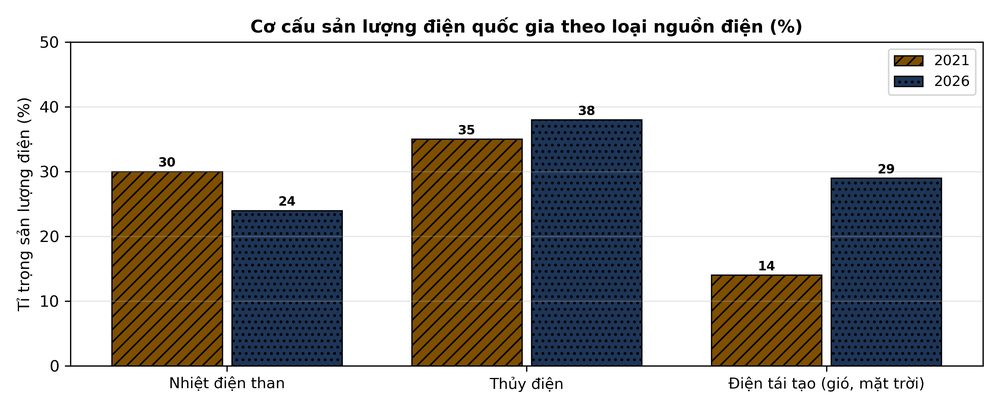 Cơ cấu sản lượng điện quốc gia theo loại nguồn điện (%)
Tỉ trọng sản lượng điện (%)
50
40
30
20
10
0
2021
2026
30
24
35
38
14
29
Nhiệt điện than
Thủy điện
Điện tái tạo (gió, mặt trời)